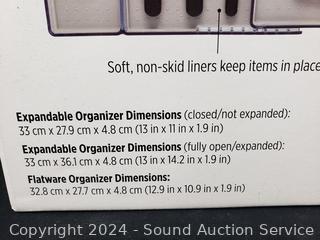 Soft, non-skid liners keep items in place
Expandable Organizer Dimensions (closed/not expanded):
33 cm x 27.9 cm x 4.8 cm (13 in x 11 in x 1.9 in)
Expandable Organizer Dimensions (fully open/expanded):
33 cm x 36.1 cm x 4.8 cm (13 in x 14.2 in x 1.9 in)
Flatware Organizer Dimensions:
32.8 cm x 27.7 cm x 4.8 cm (12.9 in x 10.9 in x 1.9 in)
Copyright 2024 - Sound Auction Service